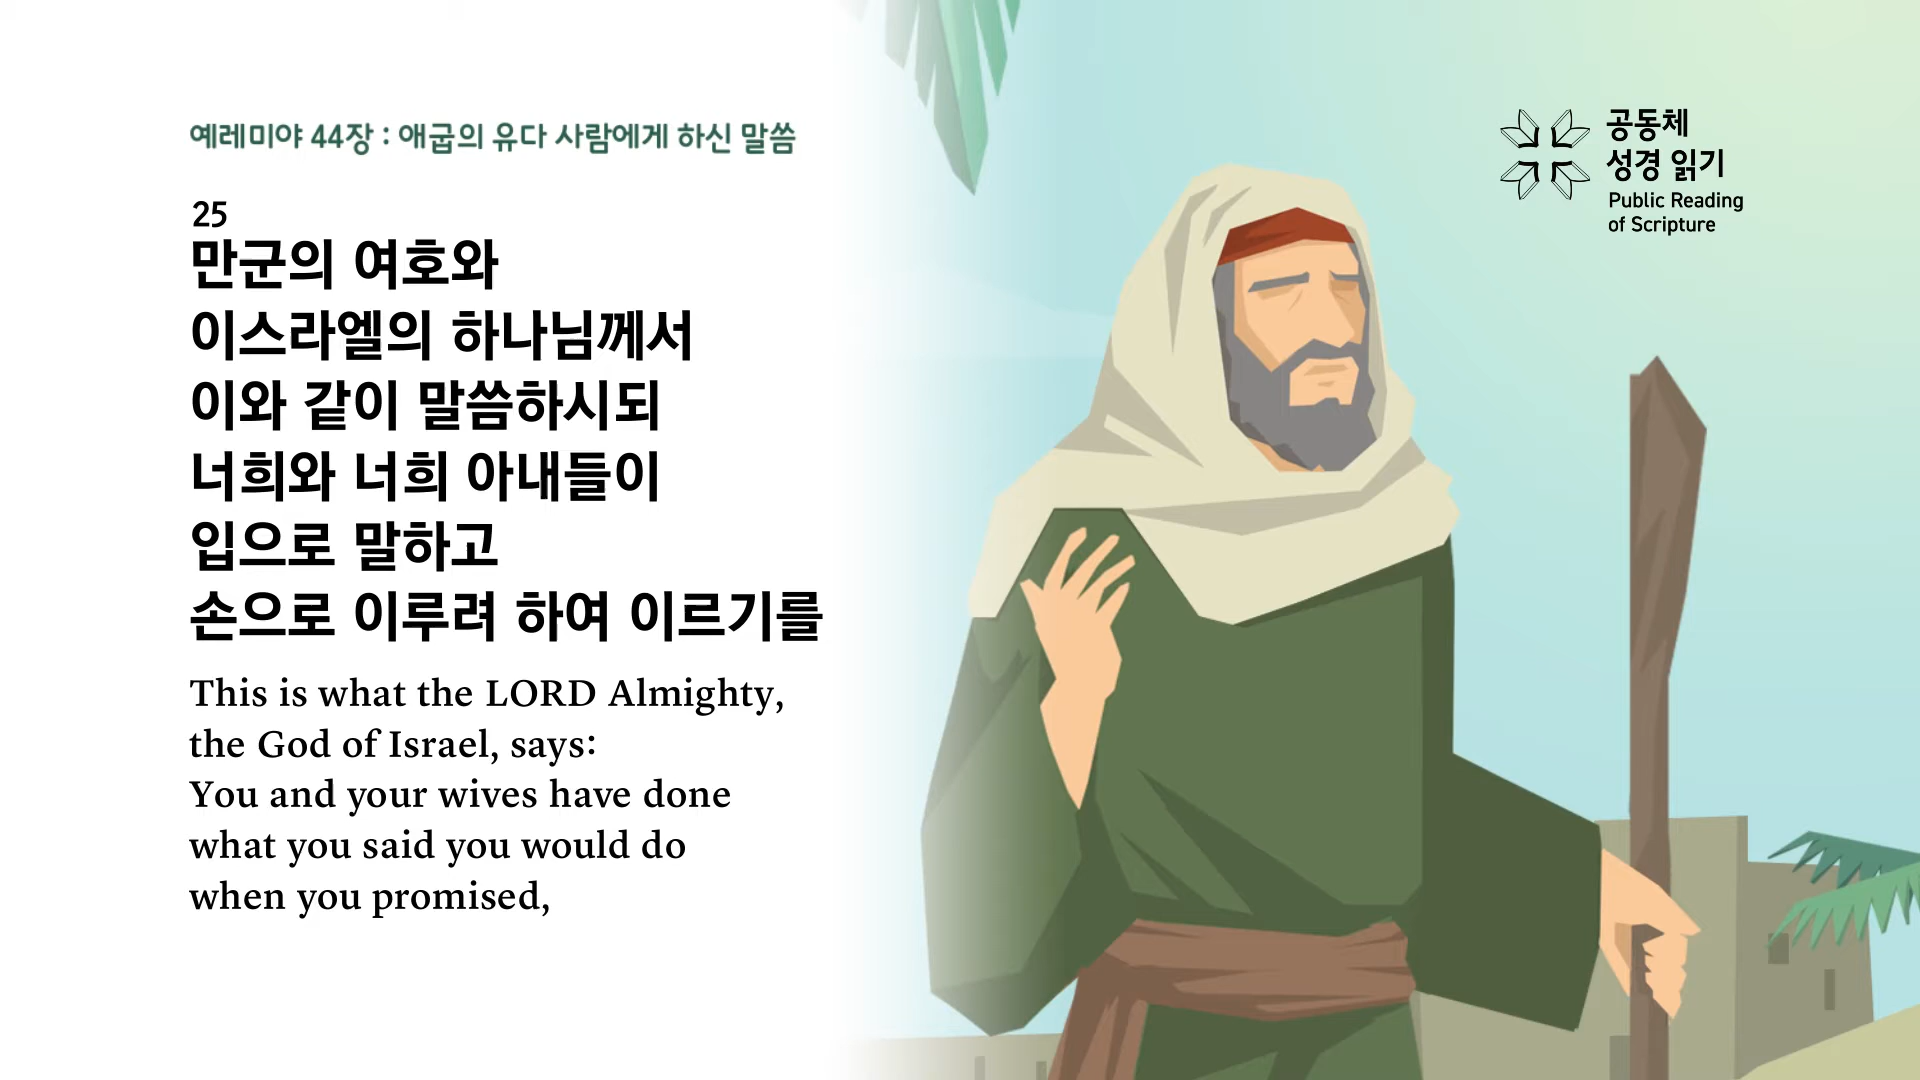 예레미야 44장 : 애굽의 유다 사람에게 하신 말씀
25
만군의 여호와
이스라엘의 하나님께서
이와 같이 말씀하시되
너희와 너희 아내들이
입으로 말하고
손으로 이루려 하여 이르기를
This is what the LORD Almighty,
the God of Israel, says:
You and your wives have done
what you said you would do
when you promised,
공동체
성경 읽기
Public Reading
of Scripture